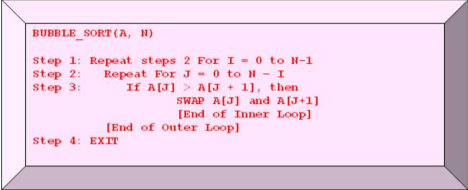 BUBBLE_SORT(A, N)
Step 1: Repeat steps 2 For I = 0 to N-1
Step 2: Repeat For J = 0 to N - I
Step 3: If A[J] > A[J + 1], then
SWAP A[J] and A[J+1]
[End of Inner Loop]
[End of Outer Loop]
Step 4: EXIT